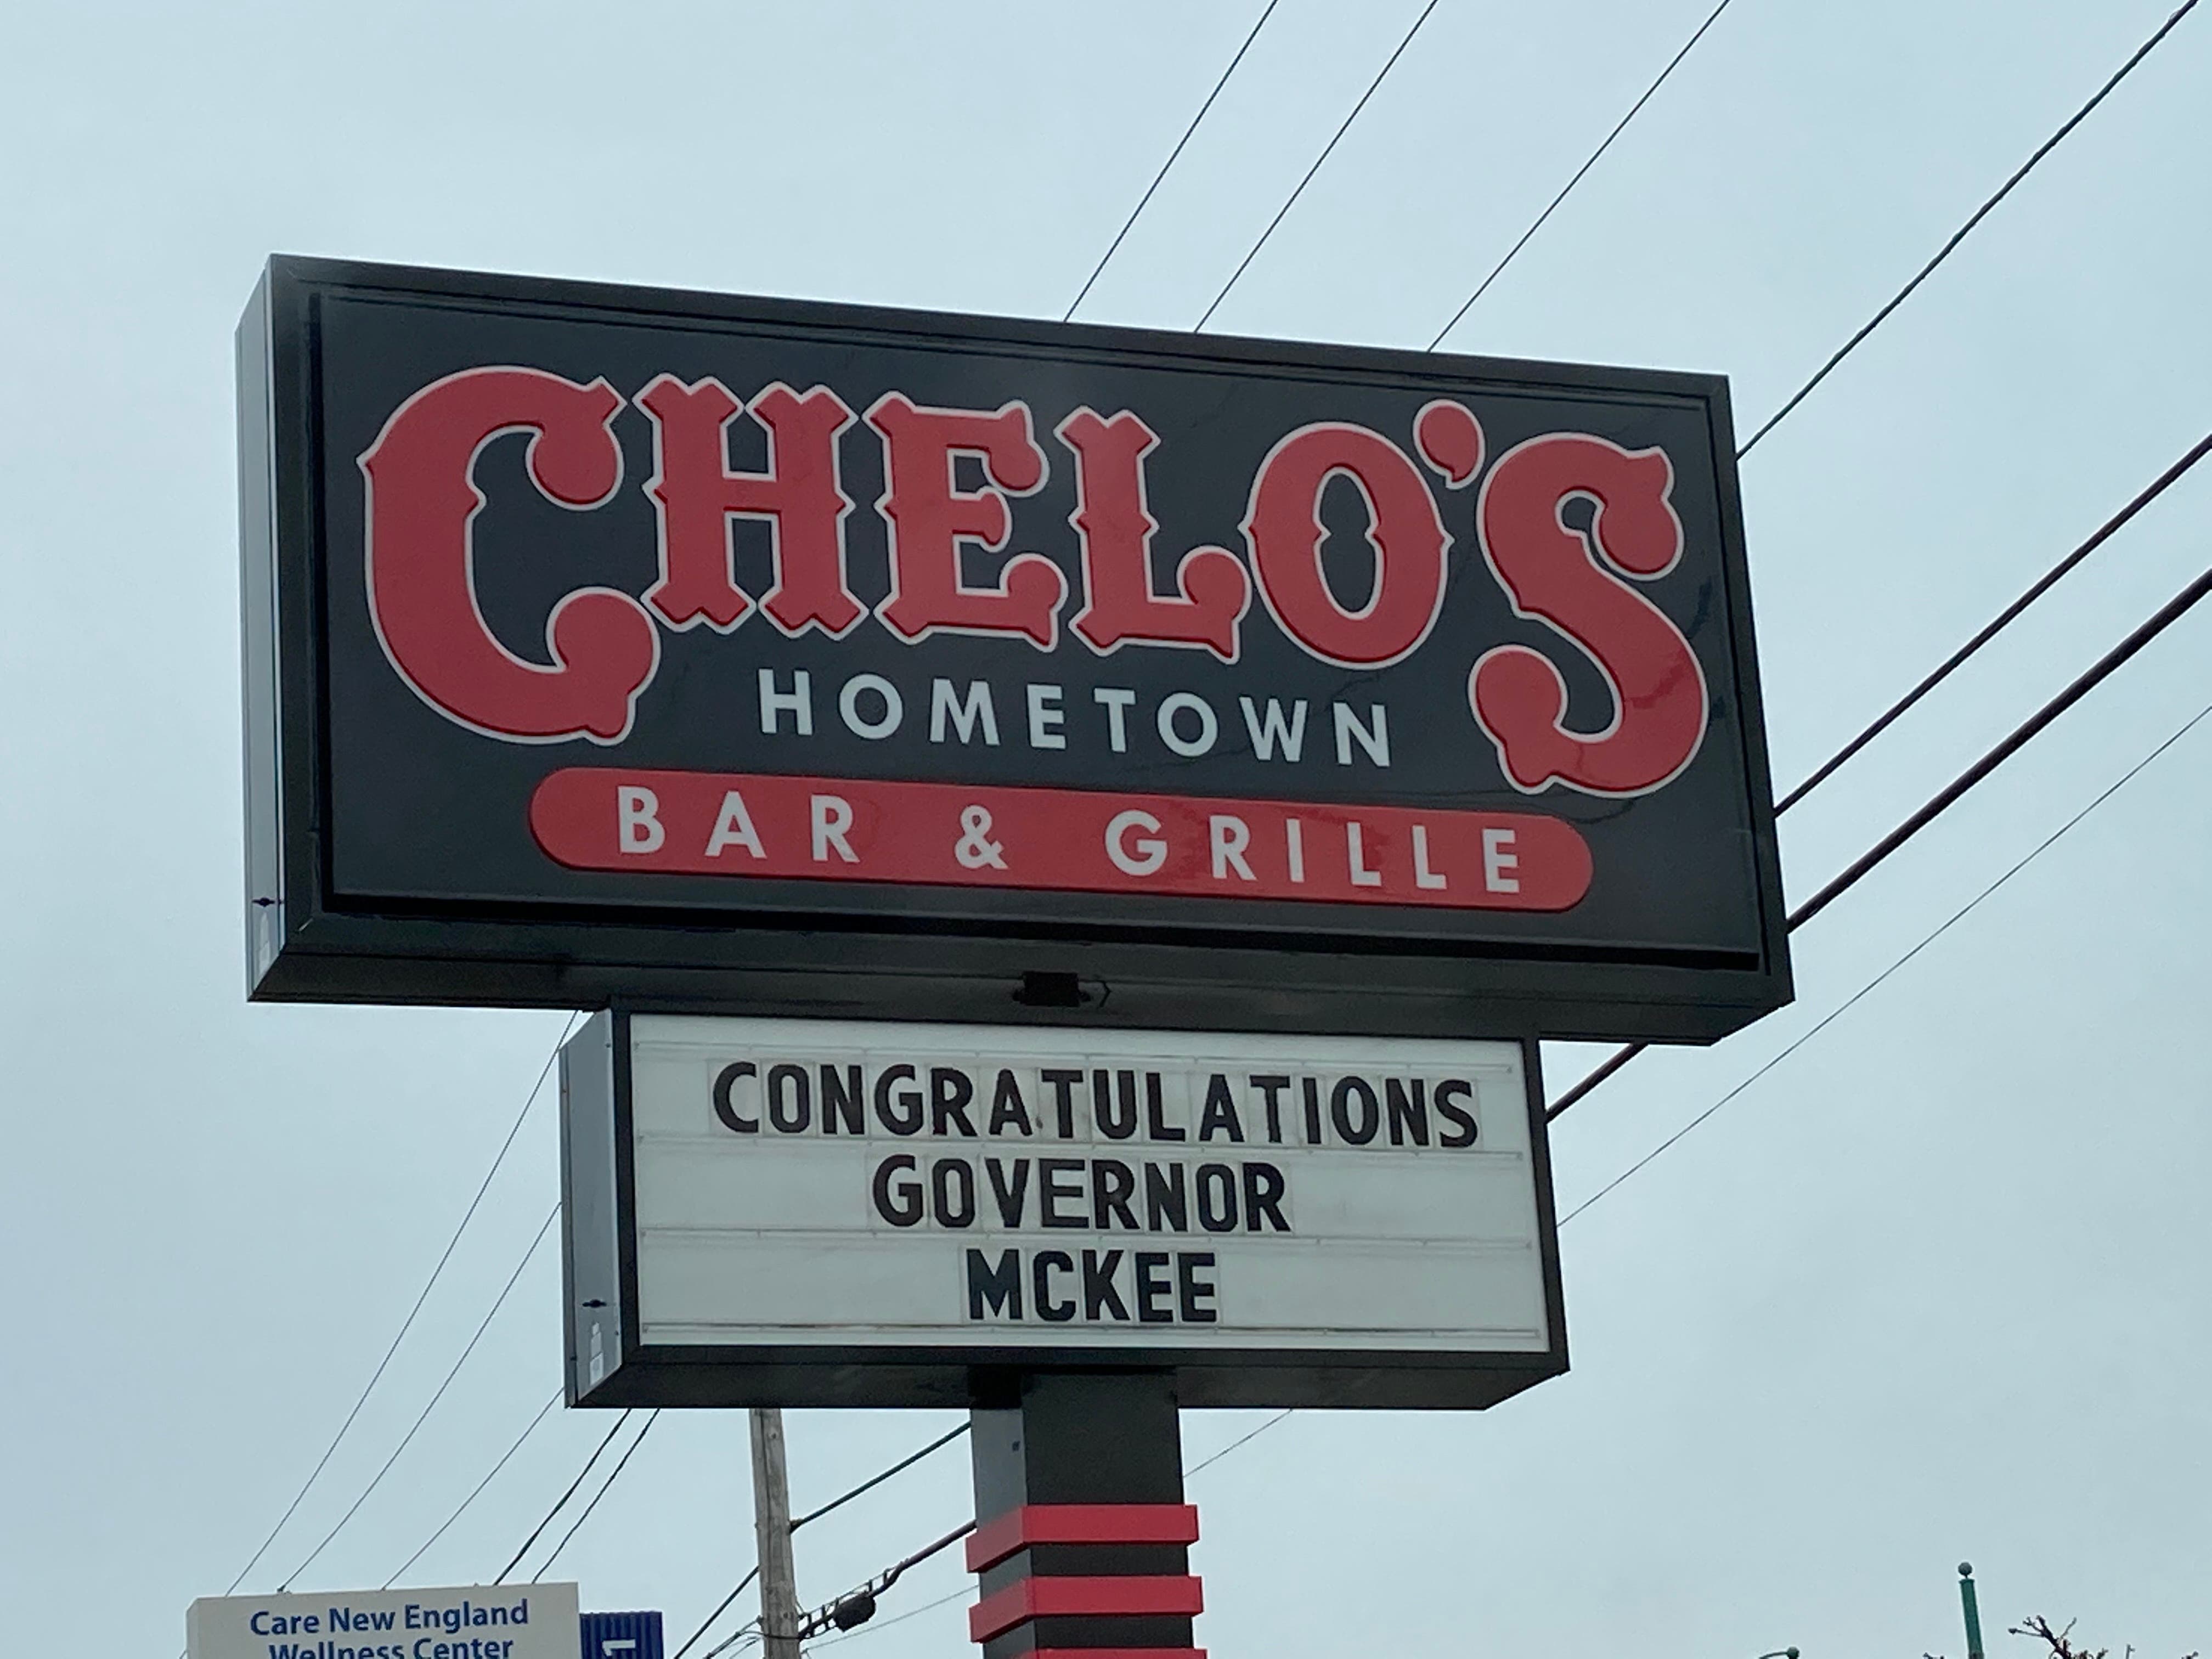 CHELO'S
HOMETOWN
BAR & GRILLE
CONGRATULATIONS
GOVERNOR
MCKEE
Care New England
Wellness Center